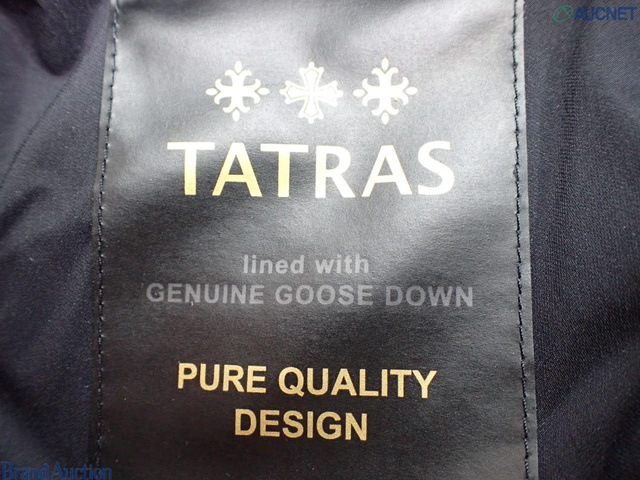 AUCNET
TATRAS
lined with
GENUINE GOOSE DOWN
PURE QUALITY
DESIGN
Brand Auction